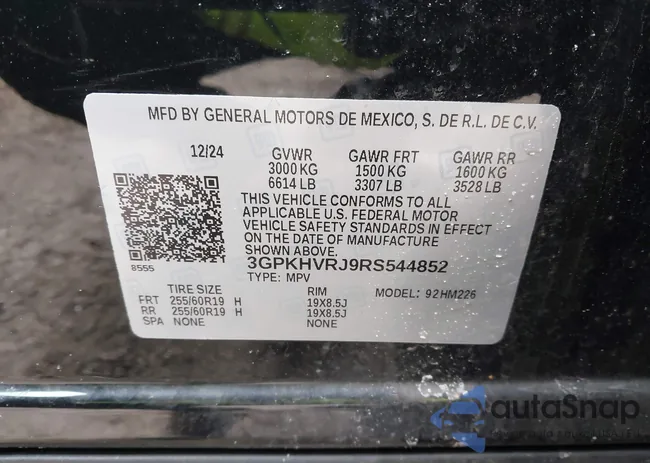 MFD BY GENERAL MOTORS DE MEXICO, S. DE R.L. DE C.V.
12/24 GVWR GAWR FRT GAWR RR
3000 KG 1500 KG 1600 KG
6614 LB 3307 LB 3528 LB
THIS VEHICLE CONFORMS TO ALL
APPLICABLE U.S. FEDERAL MOTOR
VEHICLE SAFETY STANDARDS IN EFFECT
ON THE DATE OF MANUFACTURE
SHOWN ABOVE.
8555 3GPKHVRJ9RS544852
TYPE: MPV
TIRE SIZE RIM MODEL: 92HM226
FRT 255/60R19 H 19X8.5J
RR 255/60R19 H 19X8.5J
SPA NONE NONE
autaSnap